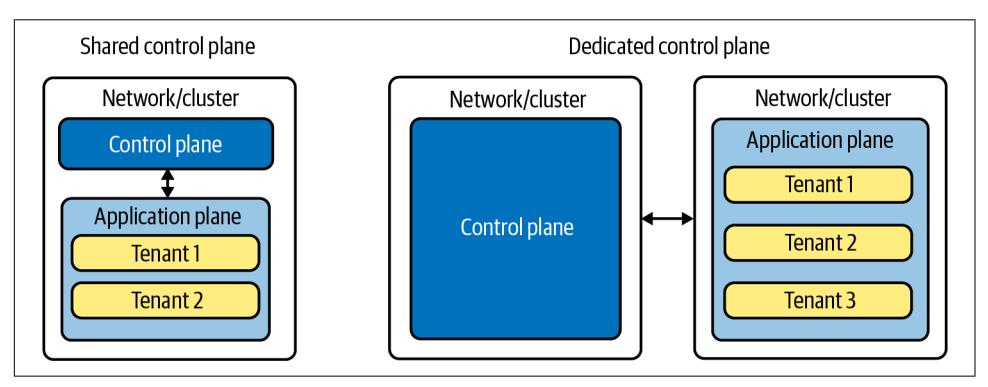 Shared control plane
Network/cluster
Control plane
Application plane
Tenant 1
Tenant 2
Dedicated control plane
Network/cluster
Control plane
Network/cluster
Application plane
Tenant 1
Tenant 2
Tenant 3